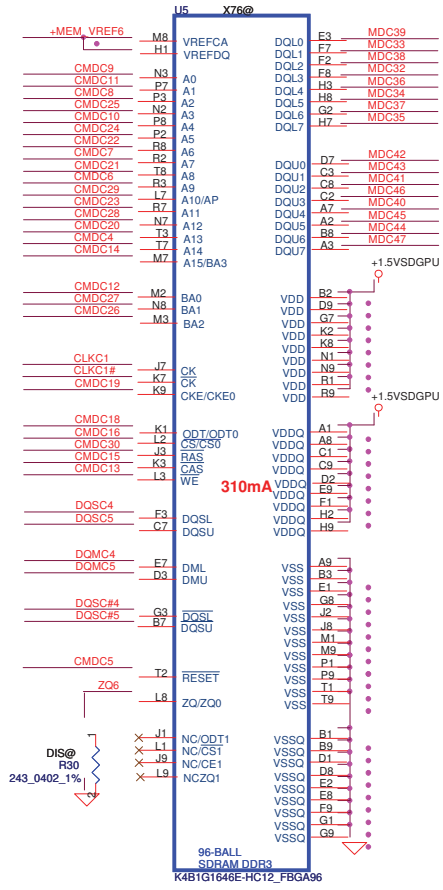 U5 X76@
+MEM_VREF6 M8 VREFCA DQL0 E3 MDC39
H1 VREFDQ DQL1 F7 MDC33
DQL2 F2 MDC38
CMDC9 N3 A0 DQL3 F8 MDC32
CMDC11 P7 A1 DQL4 H3 MDC36
CMDC8 P3 A2 DQL5 H8 MDC34
CMDC25 N2 A3 DQL6 G2 MDC37
CMDC10 P8 A4 DQL7 H7 MDC35
CMDC24 P2 A5
CMDC22 R8 A6
CMDC7 R2 A7 DQU0 D7 MDC42
CMDC21 T8 A8 DQU1 C3 MDC43
CMDC6 R3 A9 DQU2 C8 MDC41
CMDC29 L7 A10/AP DQU3 C2 MDC46
CMDC23 R7 A11 DQU4 A7 MDC40
CMDC28 N7 A12 DQU5 A2 MDC45
CMDC20 T3 A13 DQU6 B8 MDC44
CMDC4 T7 A14 DQU7 A3 MDC47
CMDC14 M7 A15/BA3
+1.5VSDGPU
CMDC12 M2 BA0 VDD B2
CMDC27 N8 BA1 VDD D9
CMDC26 M3 BA2 VDD G7
VDD K2
VDD K8
VDD N1
CLKC1 J7 CK VDD N9
CLKC1# K7 CK VDD R1
CMDC19 K9 CKE/CKE0 VDD R9
+1.5VSDGPU
CMDC18 K1 ODT/ODT0 VDDQ A1
CMDC16 L2 CS/CS0 VDDQ A8
CMDC30 J3 RAS VDDQ C1
CMDC15 K3 CAS VDDQ C9
CMDC13 L3 WE VDDQ D2
310mA VDDQ E9
VDDQ F1
DQSC4 F3 DQSL VDDQ H2
DQSC5 C7 DQSU VDDQ H9
DQMC4 E7 DML VSS A9
DQMC5 D3 DMU VSS B3
VSS E1
VSS G8
DQSC#4 G3 DQSL VSS J2
DQSC#5 B7 DQSU VSS J8
VSS M1
VSS M9
CMDC5 T2 RESET VSS P1
VSS P9
ZQ6 L8 ZQ/ZQ0 VSS T1
VSS T9
J1 NC/ODT1 VSSQ B1
L1 NC/CS1 VSSQ B9
J9 NC/CE1 VSSQ D1
L9 NCZQ1 VSSQ D8
VSSQ E2
VSSQ E8
VSSQ F9
VSSQ G1
VSSQ G9
1
DIS@
R30
243_0402_1%
2
96-BALL
SDRAM DDR3
K4B1G1646E-HC12_FBGA96